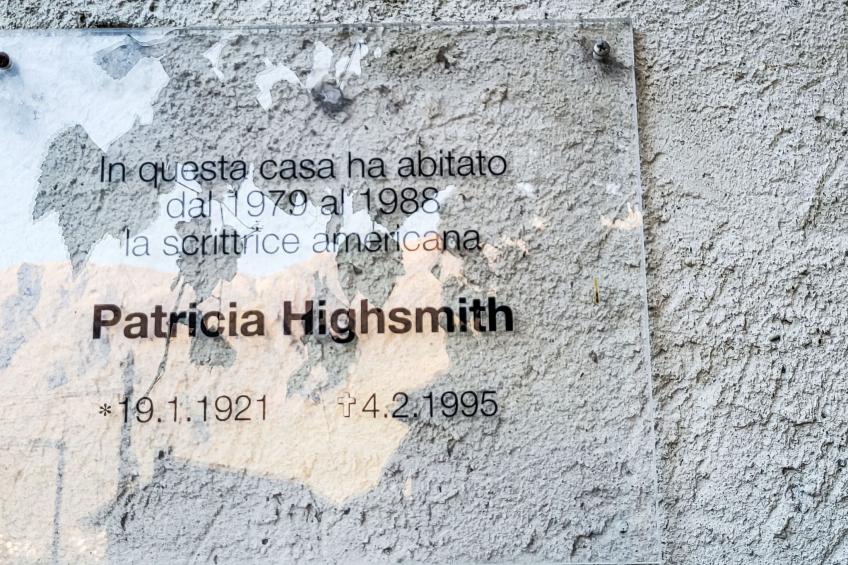 In questa casa ha abitato
dal 1979 al 1988
la scrittrice americana
Patricia Highsmith
*19.1.1921 ✝4.2.1995